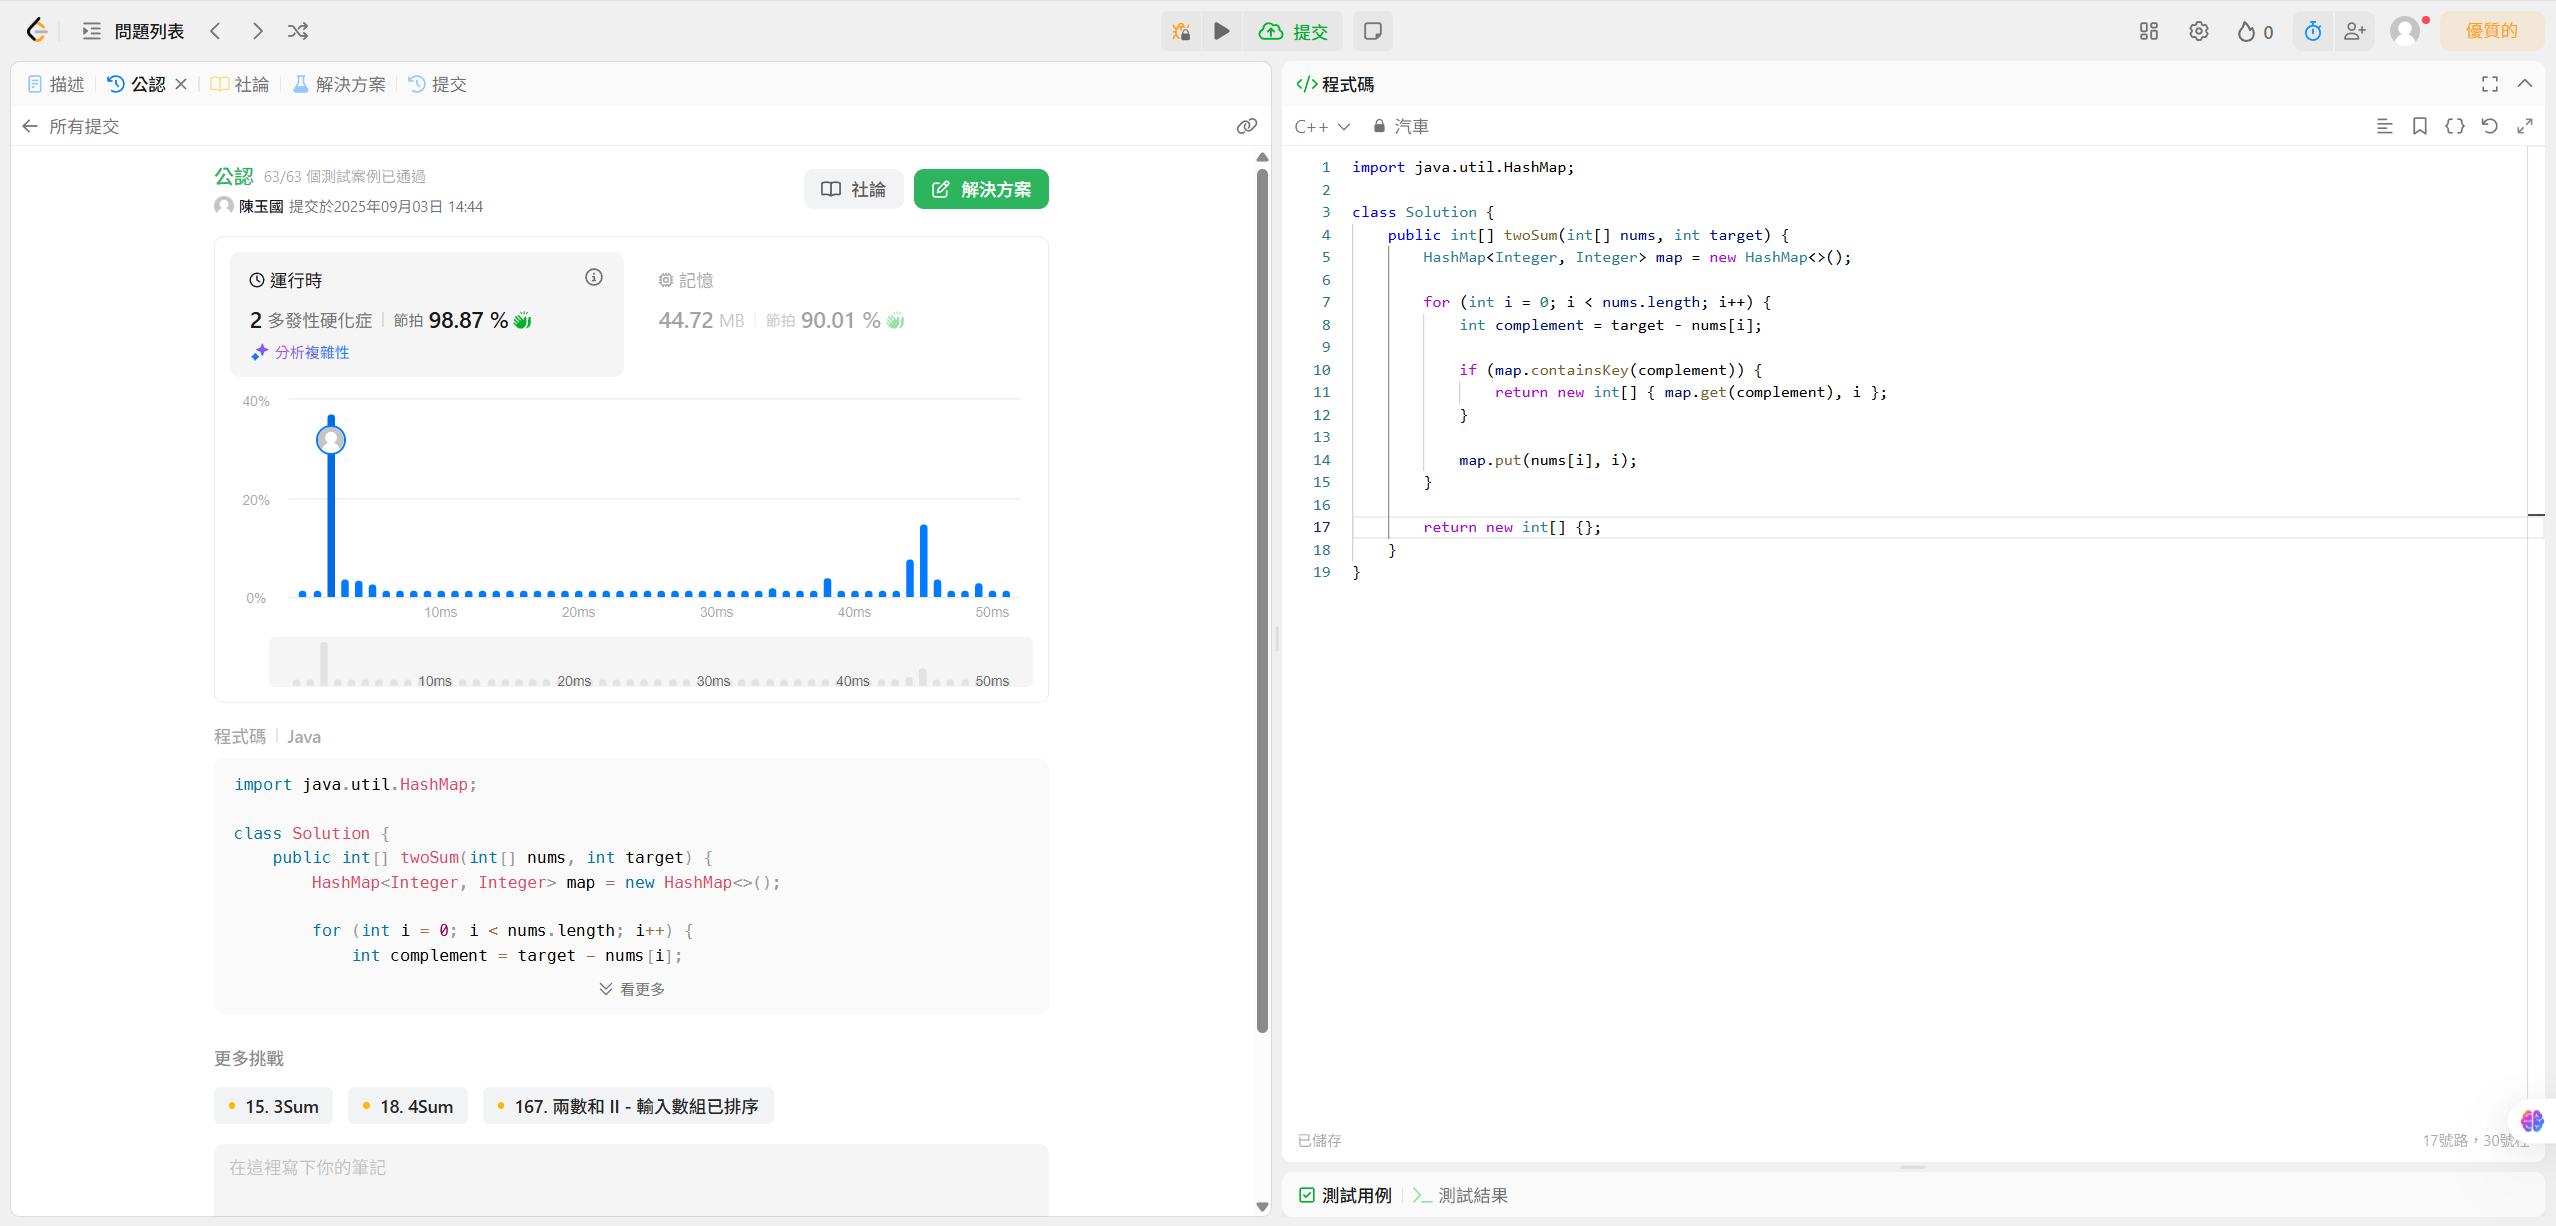 問題列表
提交
0
優質的
描述
公認
社論
解決方案
提交
所有提交
公認 63/63 個測試案例已通過
陳玉國 提交於2025年09月03日 14:44
社論
解決方案
運行時
2 多發性硬化症 節拍 98.87 %
分析複雜性
記憶
44.72 MB 節拍 90.01 %
40%
20%
0%
10ms 20ms 30ms 40ms 50ms
10ms 20ms 30ms 40ms 50ms
程式碼 Java
import java.util.HashMap;
class Solution {
public int[] twoSum(int[] nums, int target) {
HashMap<Integer, Integer> map = new HashMap<>();
for (int i = 0; i < nums.length; i++) {
int complement = target - nums[i];
看更多
更多挑戰
15. 3Sum
18. 4Sum
167. 兩數和 II - 輸入數組已排序
在這裡寫下你的筆記
</> 程式碼
C++
汽車
1 import java.util.HashMap;
2
3 class Solution {
4 public int[] twoSum(int[] nums, int target) {
5 HashMap<Integer, Integer> map = new HashMap<>();
6
7 for (int i = 0; i < nums.length; i++) {
8 int complement = target - nums[i];
9
10 if (map.containsKey(complement)) {
11 return new int[] { map.get(complement), i };
12 }
13
14 map.put(nums[i], i);
15 }
16
17 return new int[] {};
18 }
19 }
已儲存
17號路，30號
測試用例
測試結果